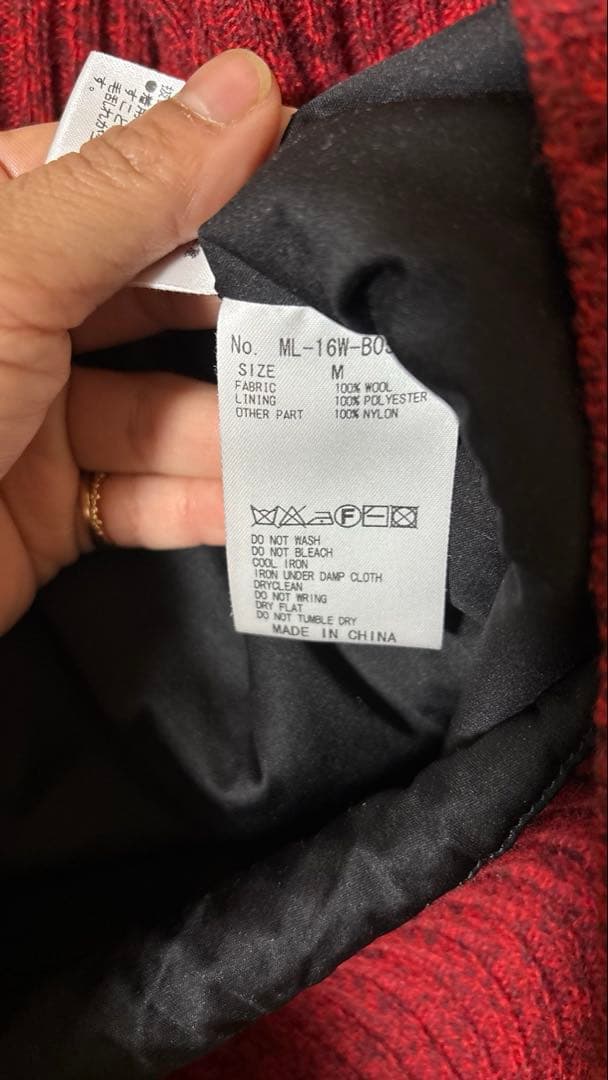 No. ML-16W-BO
SIZE M
FABRIC 100% WOOL
LINING 100% POLYESTER
OTHER PART 100% NYLON
F
DO NOT WASH
DO NOT BLEACH
COOL IRON
IRON UNDER DAMP CLOTH
DRYCLEAN
DO NOT WRING
DRY FLAT
DO NOT TUMBLE DRY
MADE IN CHINA